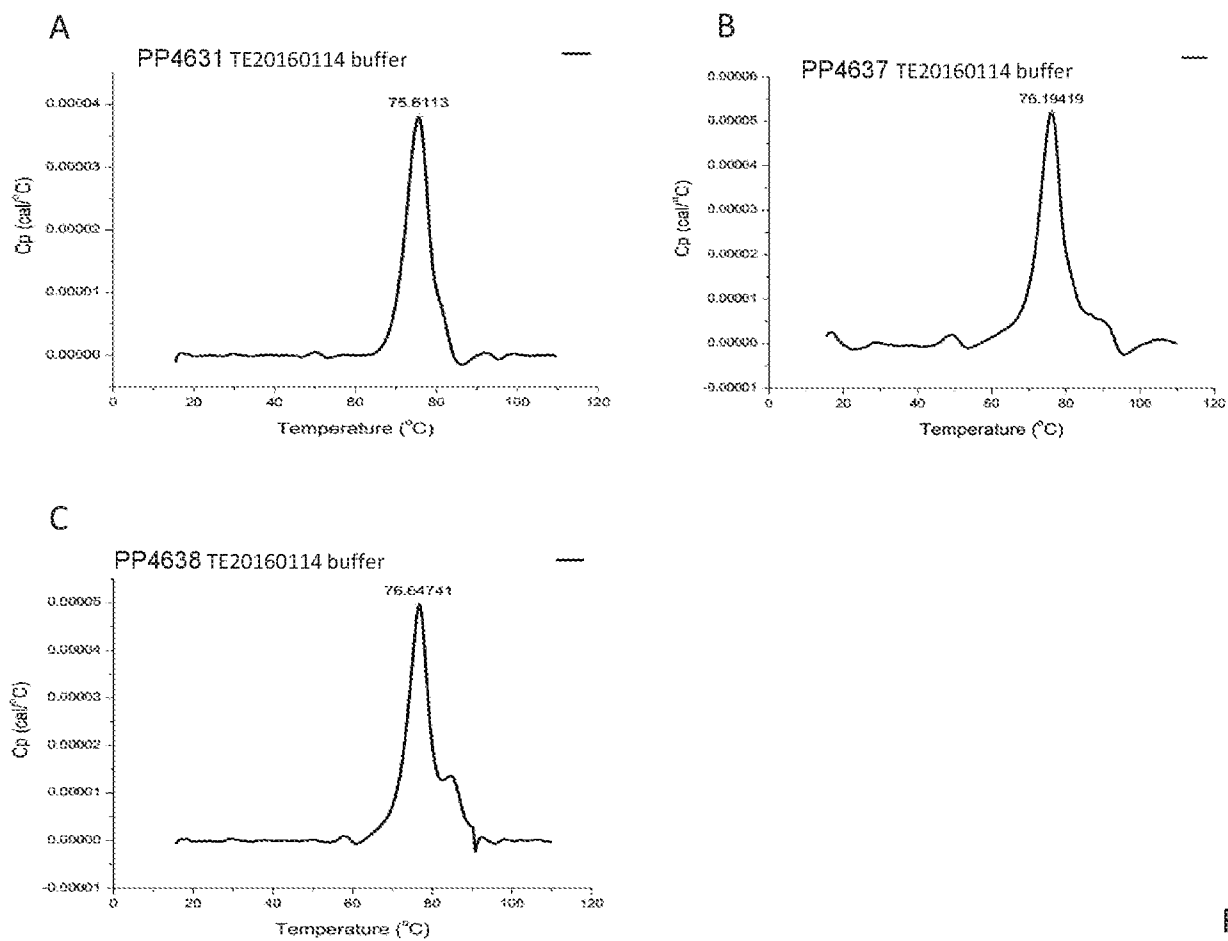 A
PP4631 TE20160114 buffer
75.6113
0.00004
0.00003
0.00002
0.00001
0.00000
Cp (cal/°C)
0 20 40 60 80 100 120
Temperature (°C)
B
PP4637 TE20160114 buffer
76.19419
0.00006
0.00005
0.00004
0.00003
0.00002
0.00001
0.00000
-0.00001
Cp (cal/°C)
0 20 40 60 80 100 120
Temperature (°C)
C
PP4638 TE20160114 buffer
76.64741
0.00005
0.00004
0.00003
0.00002
0.00001
0.00000
-0.00001
Cp (cal/°C)
0 20 40 60 80 100 120
Temperature (°C)